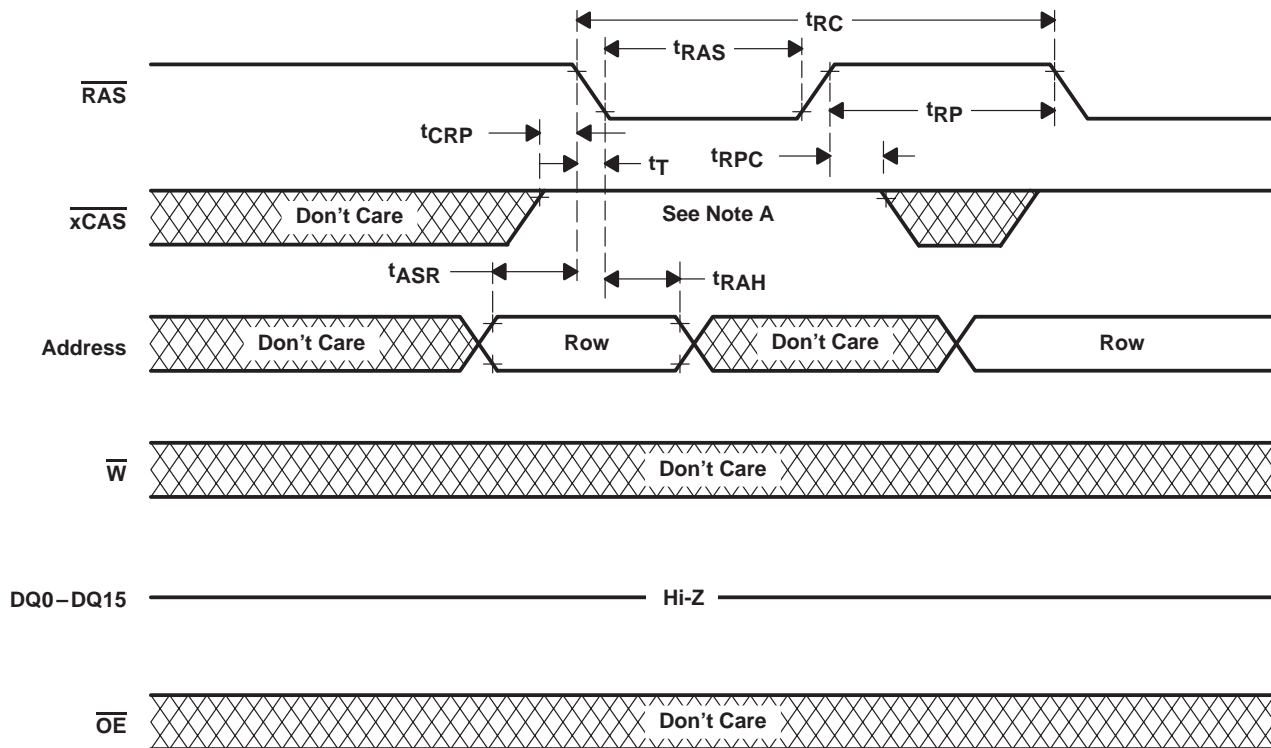 tRC
tRAS
RAS
tRP
tCRP
tRPC
tT
xCAS
Don't Care
See Note A
tASR
tRAH
Address
Don't Care
Row
Don't Care
Row
W
Don't Care
DQ0–DQ15
Hi-Z
OE
Don't Care